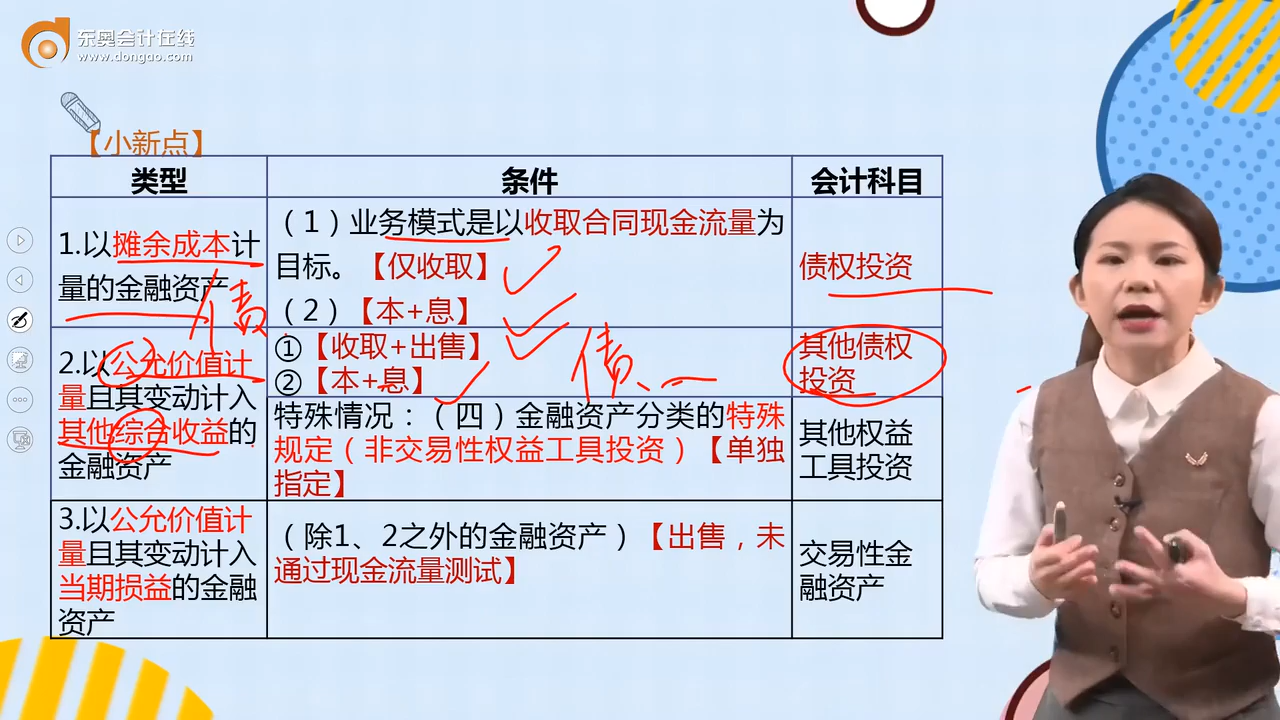 东奥会计在线
www.dongao.com
【小新点】
类型
条件
会计科目
1.以摊余成本计
量的金融资产
（1）业务模式是以收取合同现金流量为
目标。【仅收取】
（2）【本+息】
债权投资
债
2.以公允价值计
量且其变动计入
其他综合收益的
金融资产
①【收取+出售】
②【本+息】
债
其他债权
投资
特殊情况：（四）金融资产分类的特殊
规定（非交易性权益工具投资）【单独
指定】
其他权益
工具投资
3.以公允价值计
量且其变动计入
当期损益的金融
资产
（除1、2之外的金融资产）【出售，未
通过现金流量测试】
交易性金
融资产